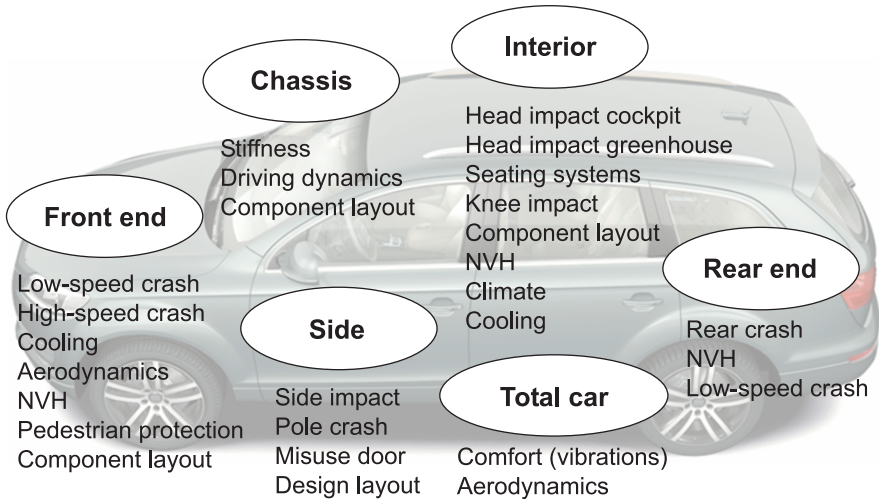 Interior
Head impact cockpit
Head impact greenhouse
Seating systems
Knee impact
Component layout
NVH
Climate
Cooling
Chassis
Stiffness
Driving dynamics
Component layout
Front end
Low-speed crash
High-speed crash
Cooling
Aerodynamics
NVH
Pedestrian protection
Component layout
Side
Side impact
Pole crash
Misuse door
Design layout
Rear end
Rear crash
NVH
Low-speed crash
Total car
Comfort (vibrations)
Aerodynamics